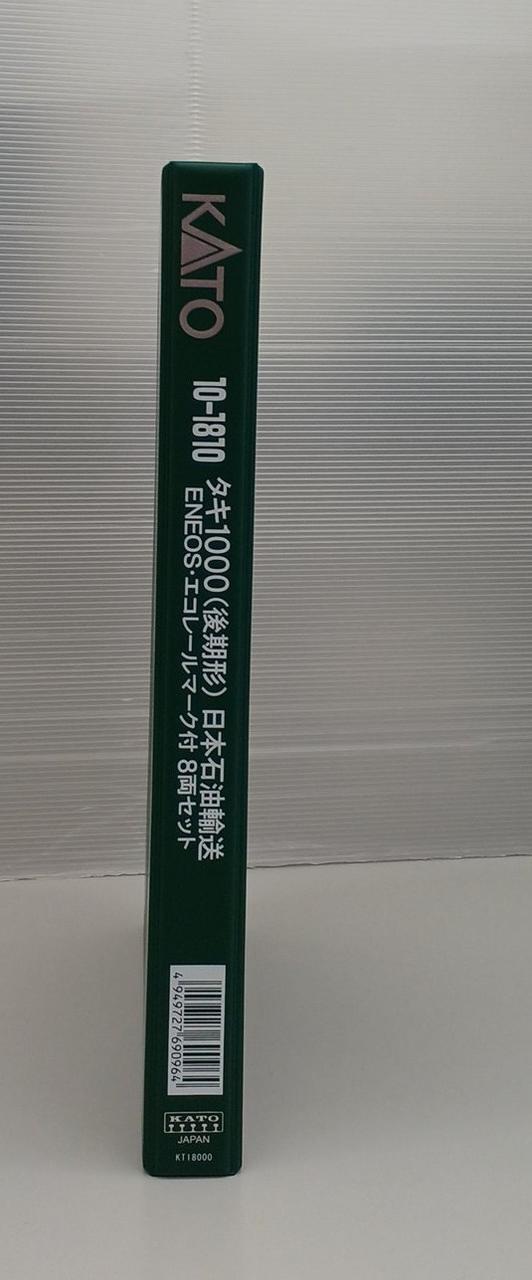 KATO
10-1810
タキ1000(後期形) 日本石油輸送
ENEOS・エコレールマーク付 8両セット
4 949727 690964
KATO
JAPAN
KT18000